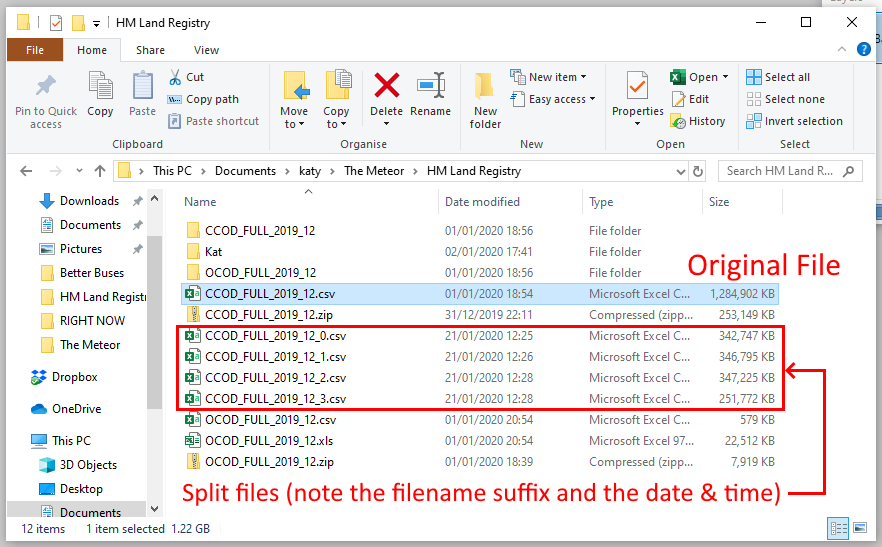 HM Land Registry
File Home Share View
Pin to Quick access
Copy
Paste
Cut
Copy path
Paste shortcut
Clipboard
Move to
Copy to
Delete
Rename
Organise
New folder
New item
Easy access
New
Properties
Open
Edit
History
Open
Select all
Select none
Invert selection
Select
This PC Documents katy The Meteor HM Land Registry
Search HM Land R...
Downloads
Documents
Pictures
Better Buses
HM Land Registr
RIGHT NOW
The Meteor
Dropbox
OneDrive
This PC
3D Objects
Desktop
Documents
Name Date modified Type Size
CCOD_FULL_2019_12 01/01/2020 18:56 File folder
Kat 02/01/2020 17:41 File folder
OCOD_FULL_2019_12 01/01/2020 18:56 File folder
Original File
CCOD_FULL_2019_12.csv 01/01/2020 18:54 Microsoft Excel C... 1,284,902 KB
CCOD_FULL_2019_12.zip 31/12/2019 22:11 Compressed (zipp... 253,149 KB
CCOD_FULL_2019_12_0.csv 21/01/2020 12:25 Microsoft Excel C... 342,747 KB
CCOD_FULL_2019_12_1.csv 21/01/2020 12:26 Microsoft Excel C... 346,795 KB
CCOD_FULL_2019_12_2.csv 21/01/2020 12:28 Microsoft Excel C... 347,225 KB
CCOD_FULL_2019_12_3.csv 21/01/2020 12:28 Microsoft Excel C... 251,772 KB
OCOD_FULL_2019_12.csv 01/01/2020 20:54 Microsoft Excel C... 579 KB
OCOD_FULL_2019_12.xls 01/01/2020 20:54 Microsoft Excel 97... 22,512 KB
OCOD_FULL_2019_12.zip 01/01/2020 18:39 Compressed (zipp... 7,919 KB
Split files (note the filename suffix and the date & time)
12 items 1 item selected 1.22 GB